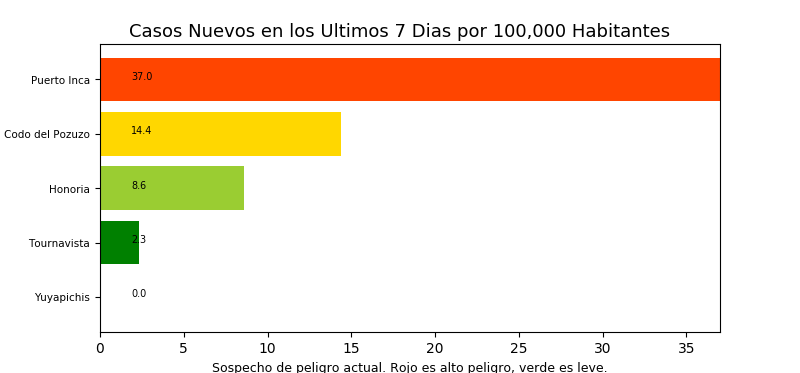 Casos Nuevos en los Ultimos 7 Dias por 100,000 Habitantes
Puerto Inca 37.0
Codo del Pozuzo 14.4
Honoria 8.6
Tournavista 2.3
Yuyapichis 0.0
0 5 10 15 20 25 30 35
Sospecho de peligro actual. Rojo es alto peligro, verde es leve.